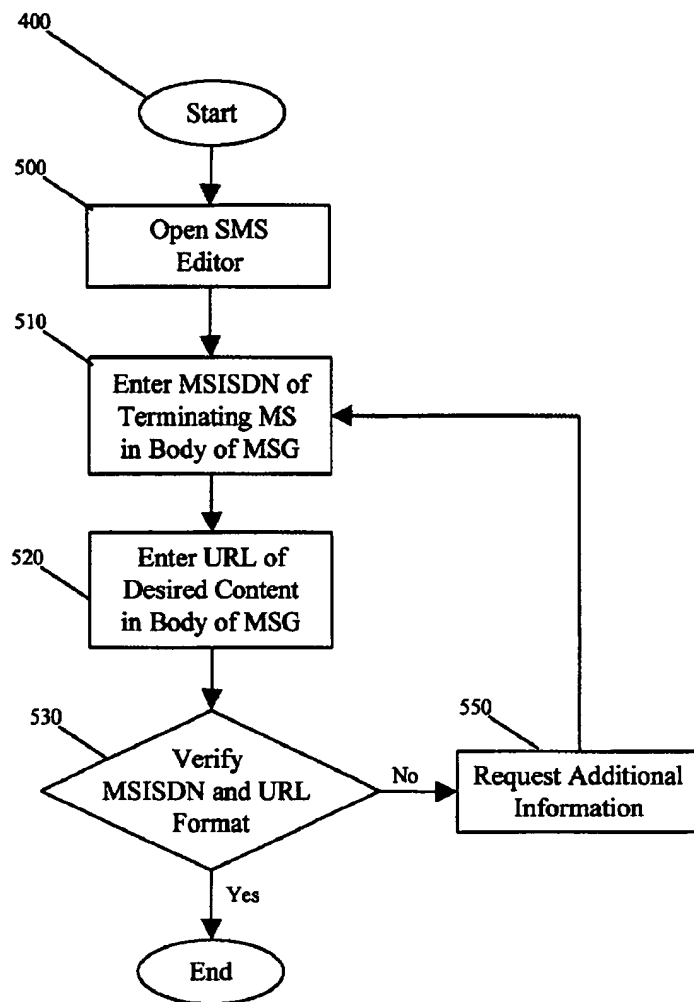 400
Start
500
Open SMS
Editor
510
Enter MSISDN of
Terminating MS
in Body of MSG
520
Enter URL of
Desired Content
in Body of MSG
530
Verify
MSISDN and URL
Format
No
550
Request Additional
Information
Yes
End